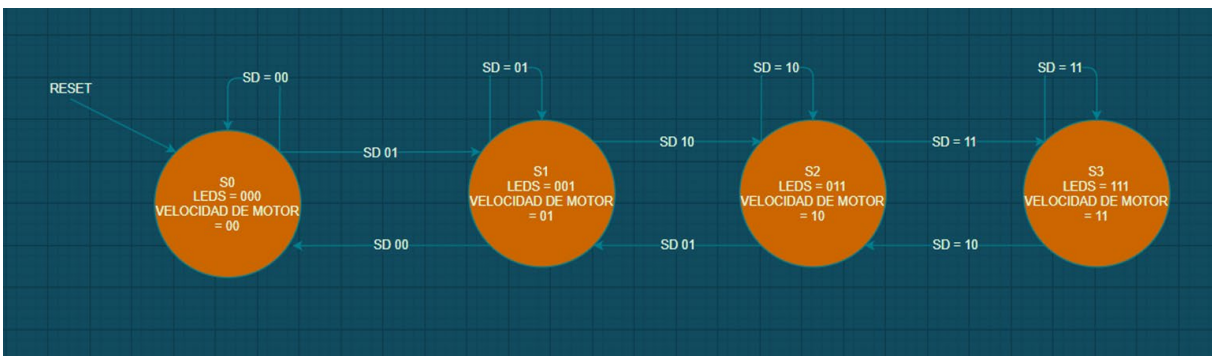 RESET
SD = 00
SD = 01
SD = 10
SD = 11
SD 01
SD 10
SD = 11
S0
LEDS = 000
VELOCIDAD DE MOTOR
= 00
S1
LEDS = 001
VELOCIDAD DE MOTOR
= 01
S2
LEDS = 011
VELOCIDAD DE MOTOR
= 10
S3
LEDS = 111
VELOCIDAD DE MOTOR
= 11
SD 00
SD 01
SD = 10